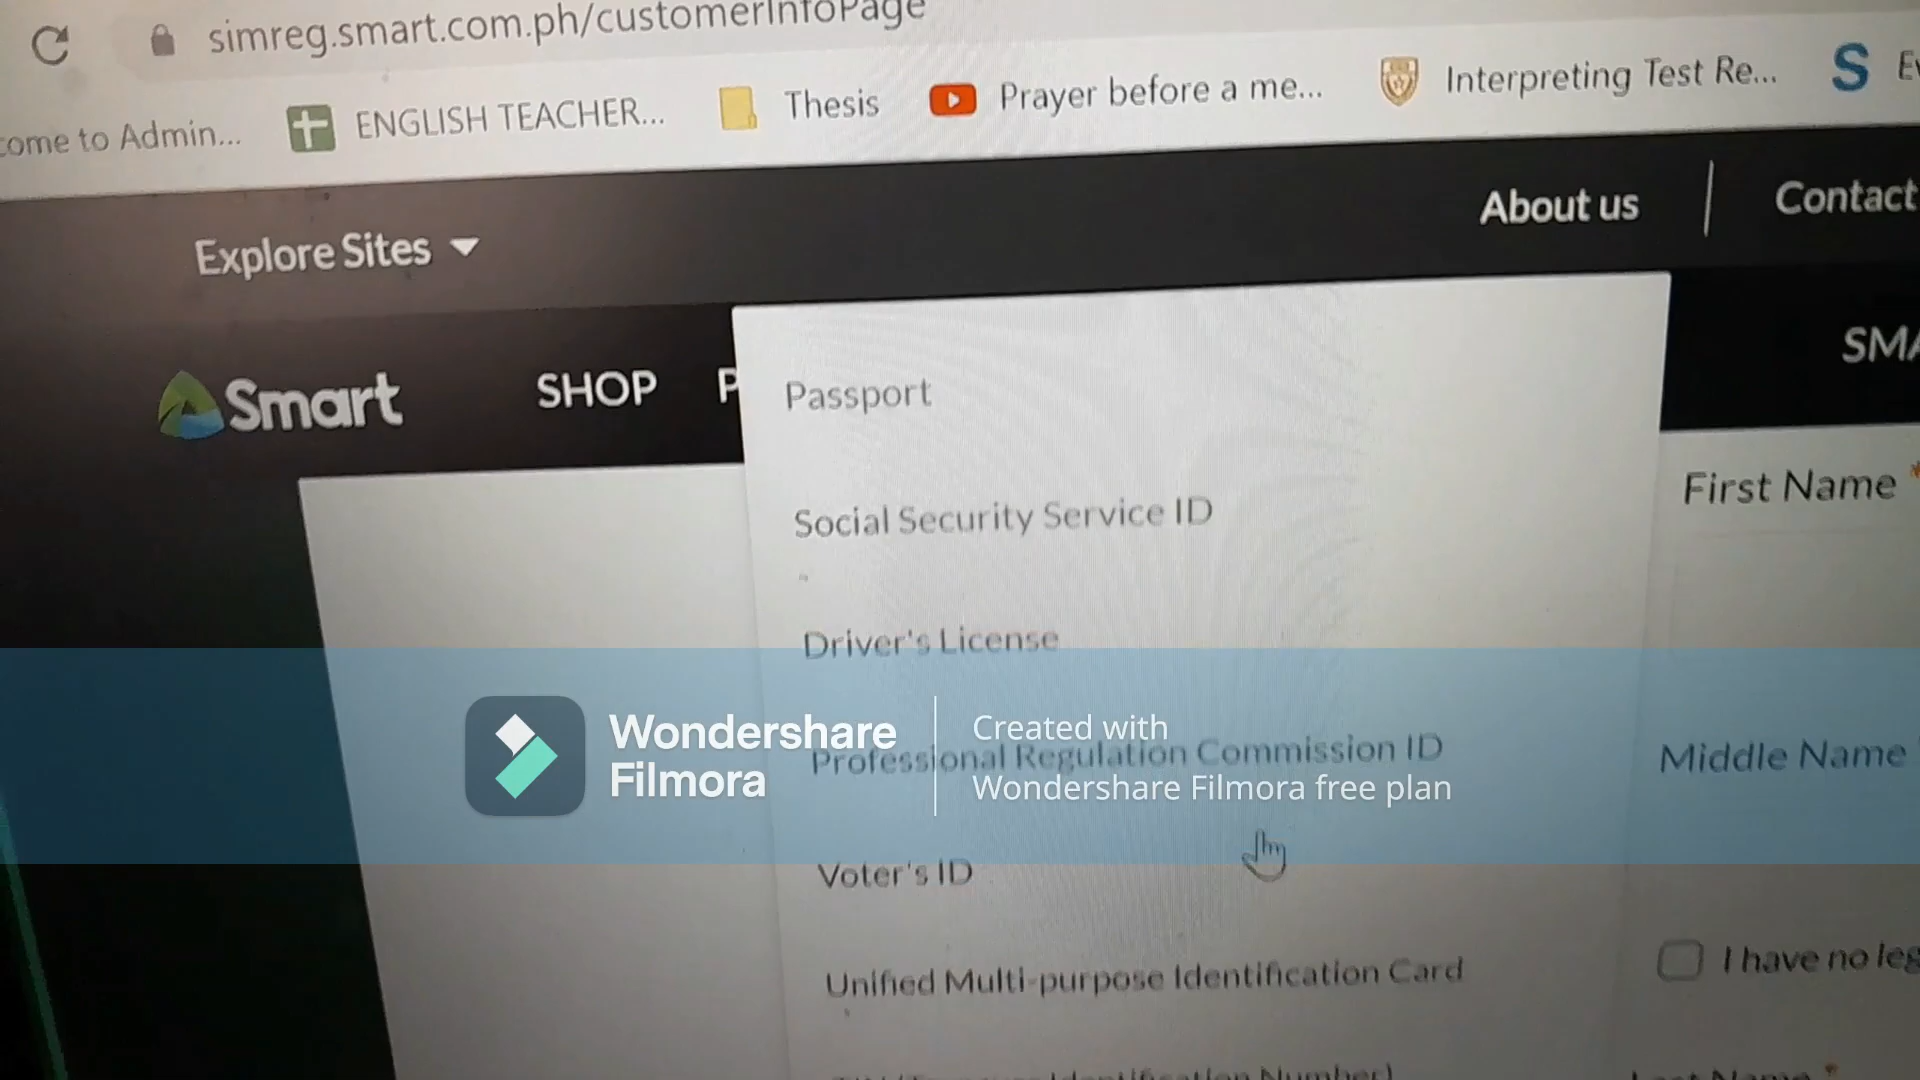 simreg.smart.com.ph/customerInfoPage
come to Admin...
ENGLISH TEACHER...
Thesis
Prayer before a me...
Interpreting Test Re...
Explore Sites
About us
Contact
Smart
SHOP
P
SMA
Passport
Social Security Service ID
Driver's License
Professional Regulation Commission ID
Voter's ID
Unified Multi-purpose Identification Card
First Name *
Middle Name
I have no leg
Wondershare
Filmora
Created with
Wondershare Filmora free plan